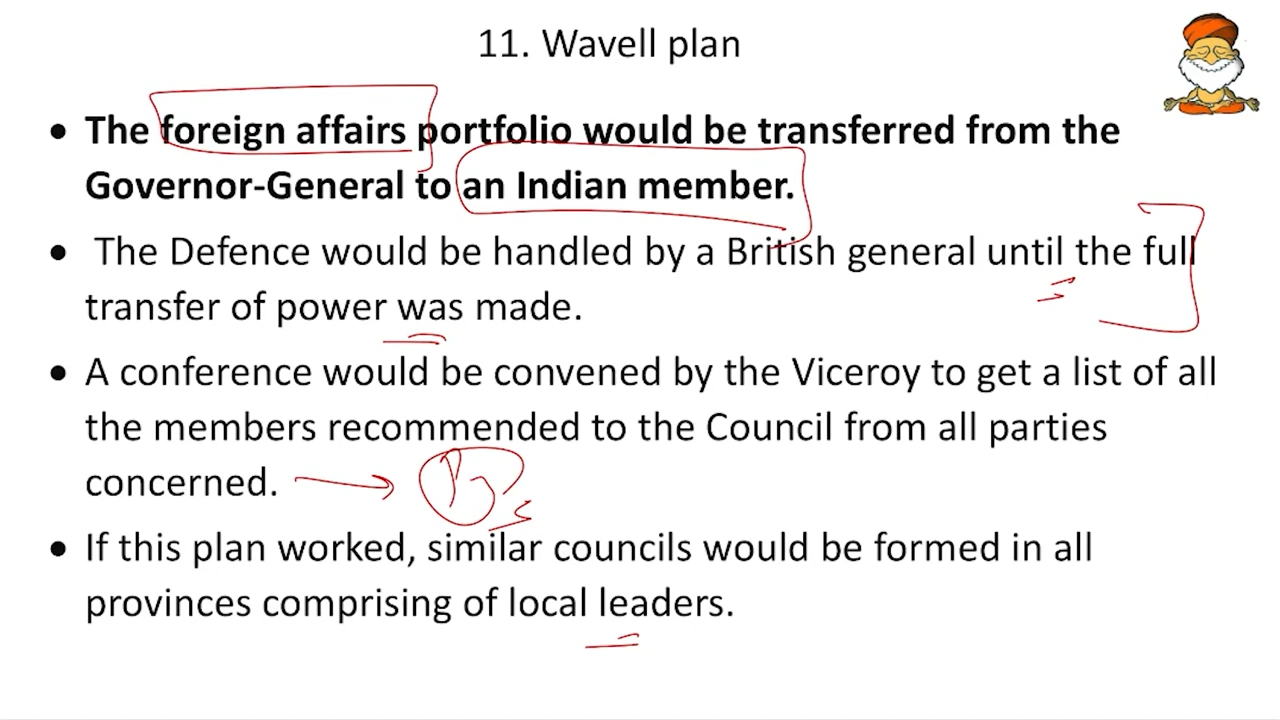 11. Wavell plan
• The foreign affairs portfolio would be transferred from the
Governor-General to an Indian member.
• The Defence would be handled by a British general until the full
transfer of power was made.
• A conference would be convened by the Viceroy to get a list of all
the members recommended to the Council from all parties
concerned.
• If this plan worked, similar councils would be formed in all
provinces comprising of local leaders.